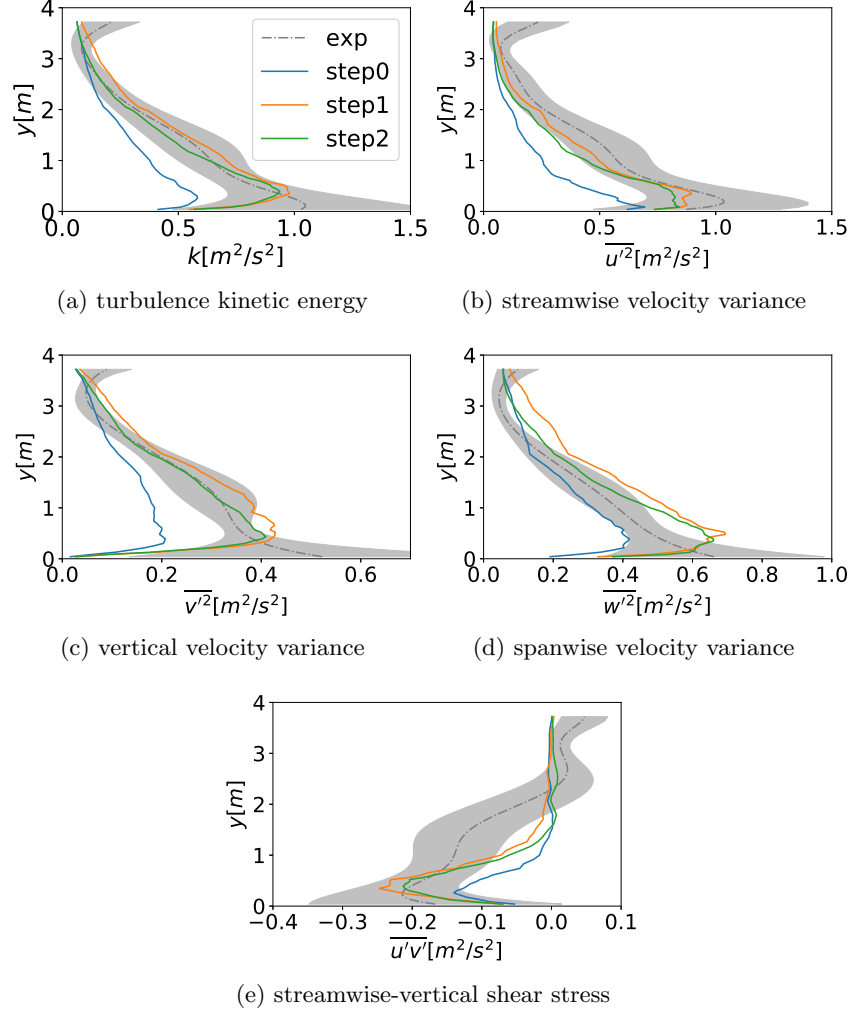 4
3
2
1
0
y[m]
0.0 0.5 1.0 1.5
k[m²/s²]
exp
step0
step1
step2
(a) turbulence kinetic energy
4
3
2
1
0
y[m]
0.0 0.5 1.0 1.5
u′²[m²/s²]
(b) streamwise velocity variance
4
3
2
1
0
y[m]
0.0 0.2 0.4 0.6
v′²[m²/s²]
(c) vertical velocity variance
4
3
2
1
0
y[m]
0.0 0.2 0.4 0.6 0.8 1.0
w′²[m²/s²]
(d) spanwise velocity variance
4
3
2
1
0
y[m]
−0.4 −0.3 −0.2 −0.1 0.0 0.1
u′v′[m²/s²]
(e) streamwise-vertical shear stress